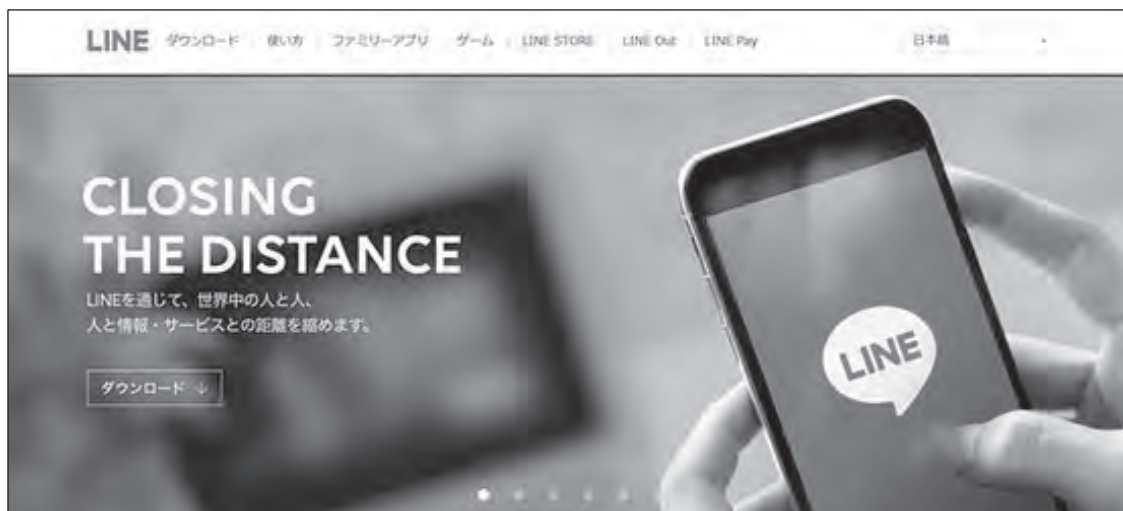 LINE ダウンロード 使い方 ファミリーアプリ ゲーム LINE STORE LINE Out LINE Pay 日本語
CLOSING
THE DISTANCE
LINEを通じて、世界中の人と人、
人と情報・サービスとの距離を縮めます。
ダウンロード ↓
LINE